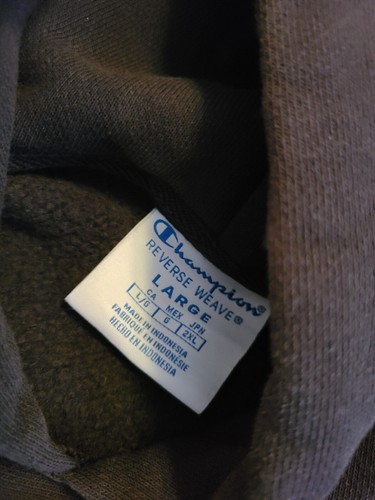 Champion®
REVERSE WEAVE®
LARGE
CA MEX JPN
L/G G 2XL
MADE IN INDONESIA
FABRIQUE EN INDONESIE
HECHO EN INDONESIA